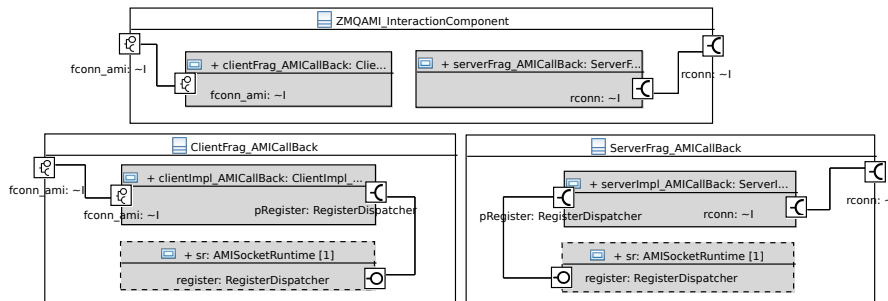 ZMQAMI_InteractionComponent
fconn_ami: ~I
+ clientFrag_AMICallBack: Clie...
fconn_ami: ~I
+ serverFrag_AMICallBack: ServerF...
rconn: ~I
rconn: ~I
ClientFrag_AMICallBack
fconn_ami: ~I
+ clientImpl_AMICallBack: ClientImpl_...
fconn_ami: ~I
pRegister: RegisterDispatcher
+ sr: AMISocketRuntime [1]
register: RegisterDispatcher
ServerFrag_AMICallBack
+ serverImpl_AMICallBack: ServerI...
pRegister: RegisterDispatcher
rconn: ~I
rconn: ~
+ sr: AMISocketRuntime [1]
register: RegisterDispatcher